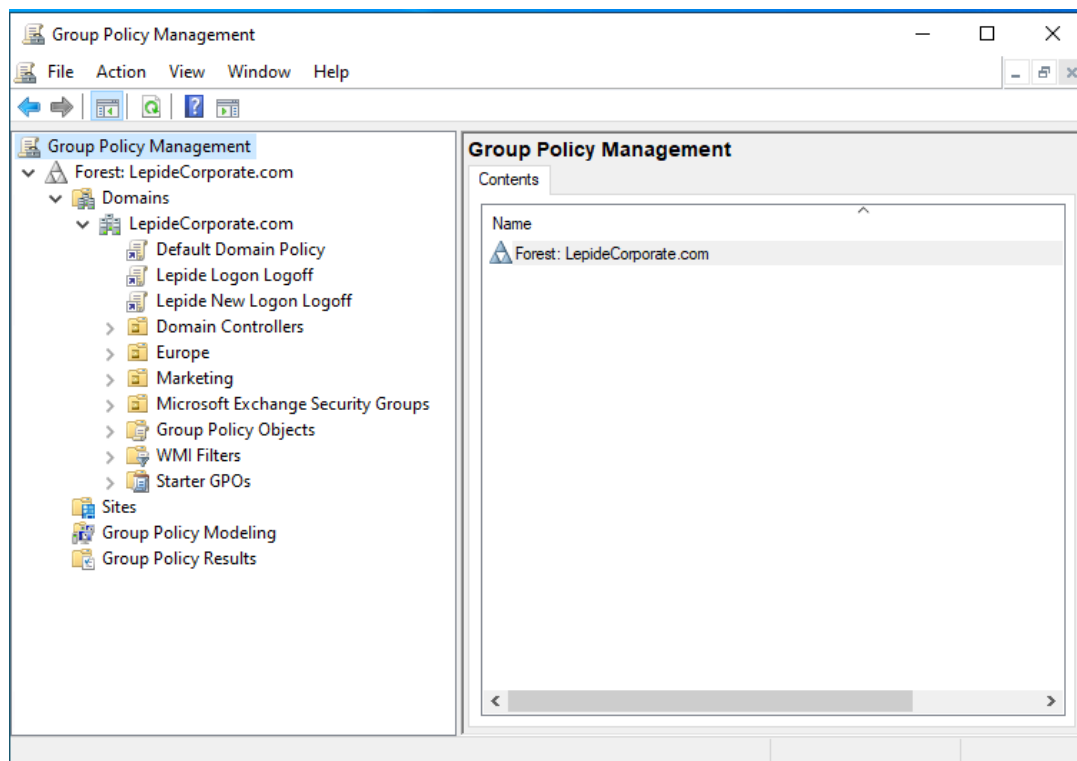 Group Policy Management
File Action View Window Help
Group Policy Management
Forest: LepideCorporate.com
Domains
LepideCorporate.com
Default Domain Policy
Lepide Logon Logoff
Lepide New Logon Logoff
Domain Controllers
Europe
Marketing
Microsoft Exchange Security Groups
Group Policy Objects
WMI Filters
Starter GPOs
Sites
Group Policy Modeling
Group Policy Results
Group Policy Management
Contents
Name
Forest: LepideCorporate.com